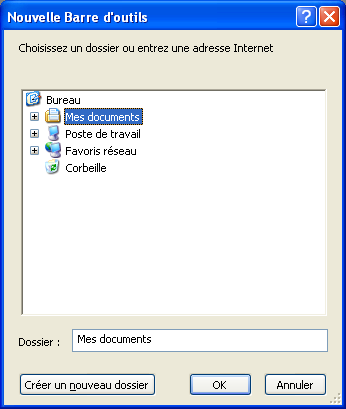 Nouvelle Barre d'outils
Choisissez un dossier ou entrez une adresse Internet
Bureau
Mes documents
Poste de travail
Favoris réseau
Corbeille
Dossier : Mes documents
Créer un nouveau dossier OK Annuler